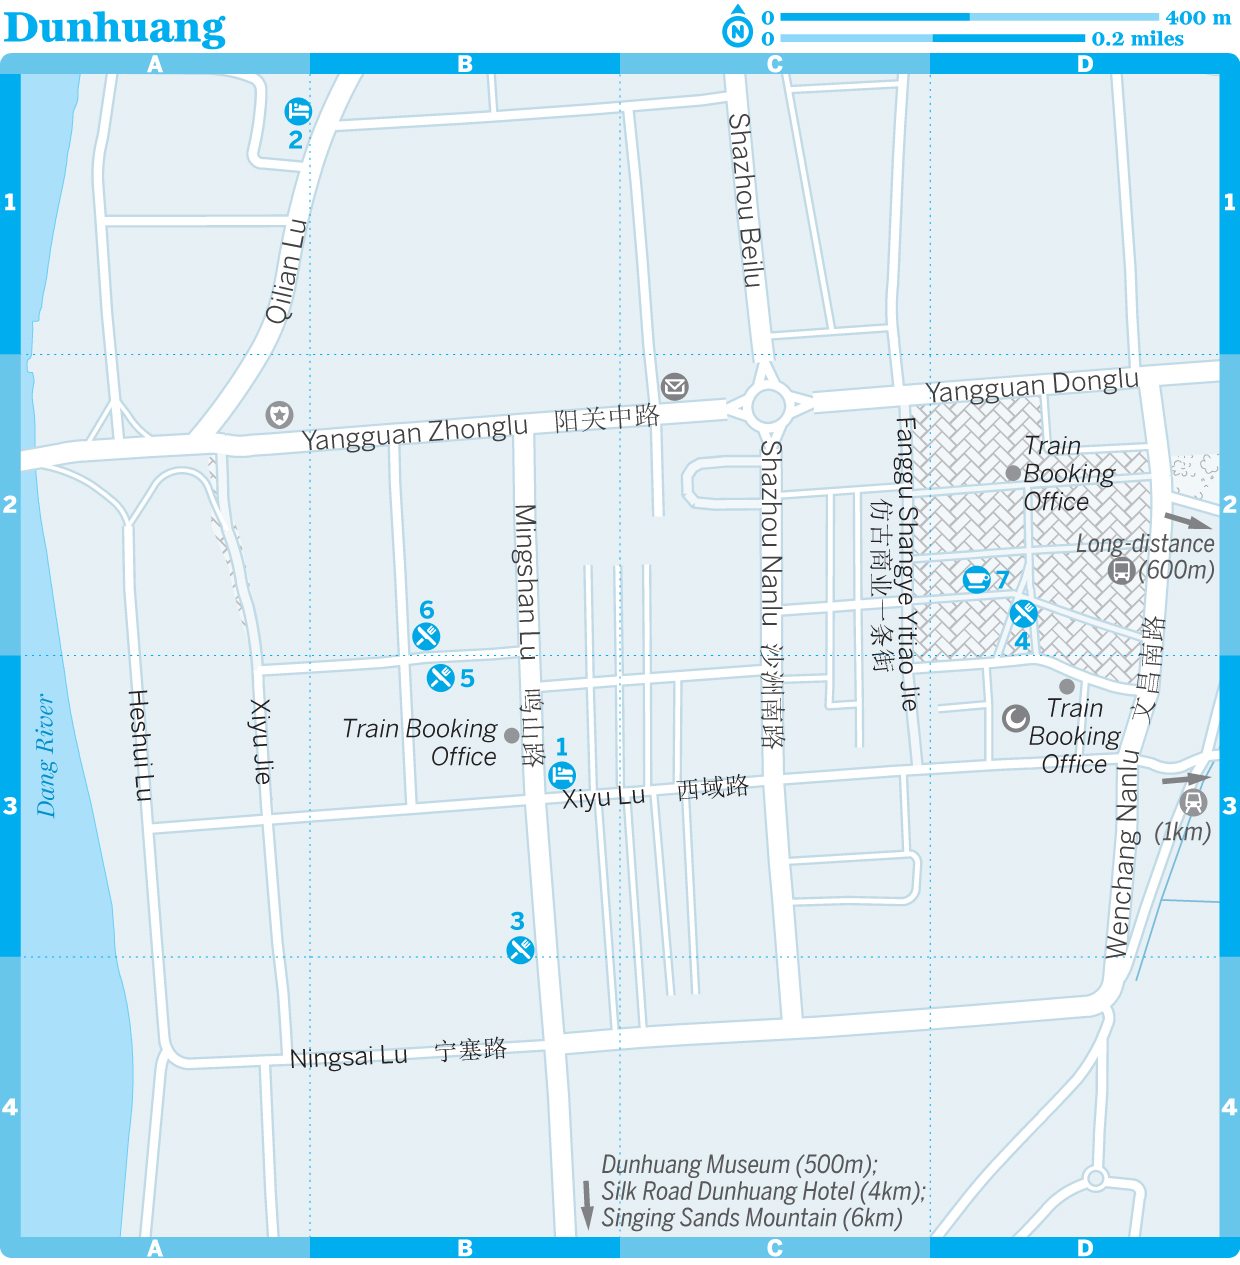 Dunhuang
N
0 400 m
0 0.2 miles
A B C D
1 1
2
Qilian Lu
Shazhou Beilu
Yangguan Donglu
Yangguan Zhonglu 阳关中路
Train
Booking
Office
2 2
Fanggu Shangye Yitiao Jie
仿古商业一条街
Shazhou Nanlu 沙洲南路
Mingshan Lu 鸣山路
Long-distance
(600m)
7
4
6
5
文昌南路
Wenchang Nanlu
Heshui Lu
Xiyu Jie
Dang River
Train Booking
Office
Train
Booking
Office
1
Xiyu Lu 西域路
3 3
(1km)
3
Ningsai Lu 宁塞路
4 4
Dunhuang Museum (500m);
Silk Road Dunhuang Hotel (4km);
Singing Sands Mountain (6km)
A B C D